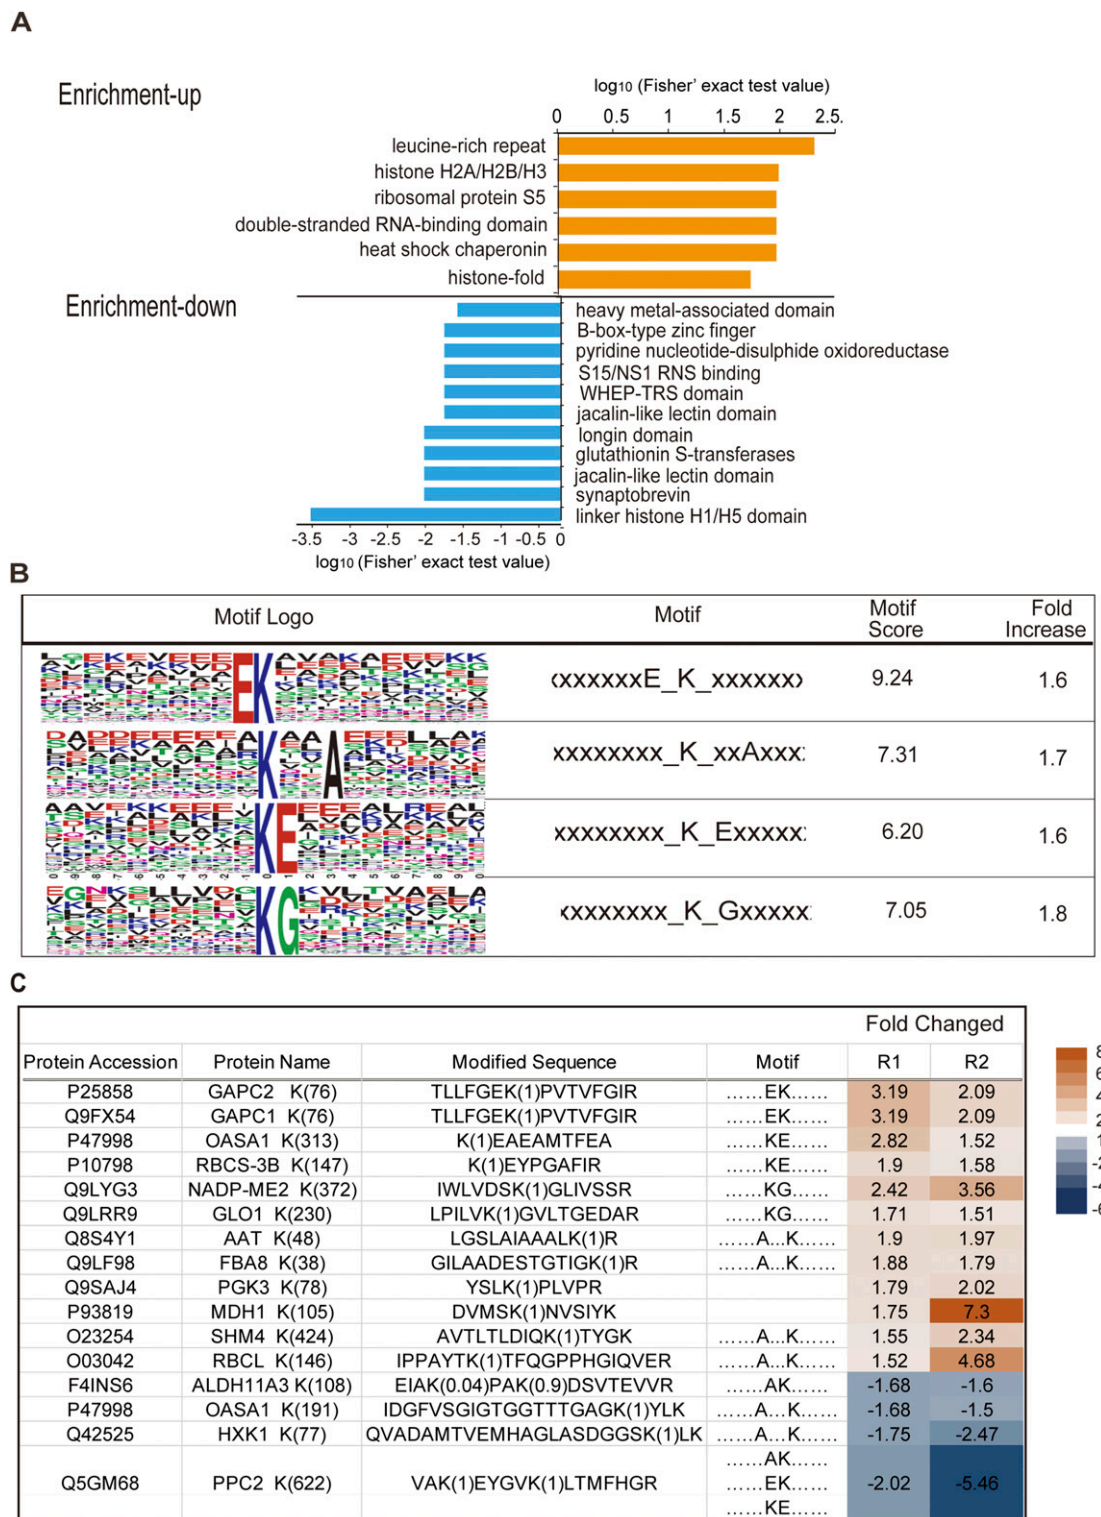 A
Enrichment-up
log10 (Fisher' exact test value)
0 0.5 1 1.5 2 2.5.
leucine-rich repeat
histone H2A/H2B/H3
ribosomal protein S5
double-stranded RNA-binding domain
heat shock chaperonin
histone-fold
Enrichment-down
heavy metal-associated domain
B-box-type zinc finger
pyridine nucleotide-disulphide oxidoreductase
S15/NS1 RNS binding
WHEP-TRS domain
jacalin-like lectin domain
longin domain
glutathionin S-transferases
jacalin-like lectin domain
synaptobrevin
linker histone H1/H5 domain
-3.5 -3 -2.5 -2 -1.5 -1 -0.5 0
log10 (Fisher' exact test value)
B
Motif Logo Motif Motif Score Fold Increase
EK xxxxxxE_K_xxxxxx 9.24 1.6
K A xxxxxxxxx_K_xxAxxx 7.31 1.7
KE xxxxxxxxx_K_Exxxxx 6.20 1.6
KG xxxxxxxx_K_Gxxxxx 7.05 1.8
C
Fold Changed
Protein Accession Protein Name Modified Sequence Motif R1 R2
P25858 GAPC2 K(76) TLLFGEK(1)PVTVFGIR ......EK...... 3.19 2.09
Q9FX54 GAPC1 K(76) TLLFGEK(1)PVTVFGIR ......EK...... 3.19 2.09
P47998 OASA1 K(313) K(1)EAEAMTFEA ......KE...... 2.82 1.52
P10798 RBCS-3B K(147) K(1)EYPGAFIR ......KE...... 1.9 1.58
Q9LYG3 NADP-ME2 K(372) IWLVDSK(1)GLIVSSR ......KG...... 2.42 3.56
Q9LRR9 GLO1 K(230) LPILVK(1)GVLTGEDAR ......KG...... 1.71 1.51
Q8S4Y1 AAT K(48) LGSLAIAAALK(1)R ......A...K...... 1.9 1.97
Q9LF98 FBA8 K(38) GILAADESTGTIGK(1)R ......A...K...... 1.88 1.79
Q9SAJ4 PGK3 K(78) YSLK(1)PLVPR 1.79 2.02
P93819 MDH1 K(105) DVMSK(1)NVSIYK 1.75 7.3
O23254 SHM4 K(424) AVTLTLDIQK(1)TYGK ......A...K...... 1.55 2.34
O03042 RBCL K(146) IPPAYTK(1)TFQGPPHGIQVER ......A...K...... 1.52 4.68
F4INS6 ALDH11A3 K(108) EIAK(0.04)PAK(0.9)DSVTEVVR ......AK...... -1.68 -1.6
P47998 OASA1 K(191) IDGFVSGIGTGGTTTGAGK(1)YLK ......A...K...... -1.68 -1.5
Q42525 HXK1 K(77) QVADAMTVEMHAGLASDGGSK(1)LK ......A...K...... -1.75 -2.47
......AK......
Q5GM68 PPC2 K(622) VAK(1)EYGVK(1)LTMFHGR ......EK...... -2.02 -5.46
......KE......
8
6
4
2
1
-2
-4
-6